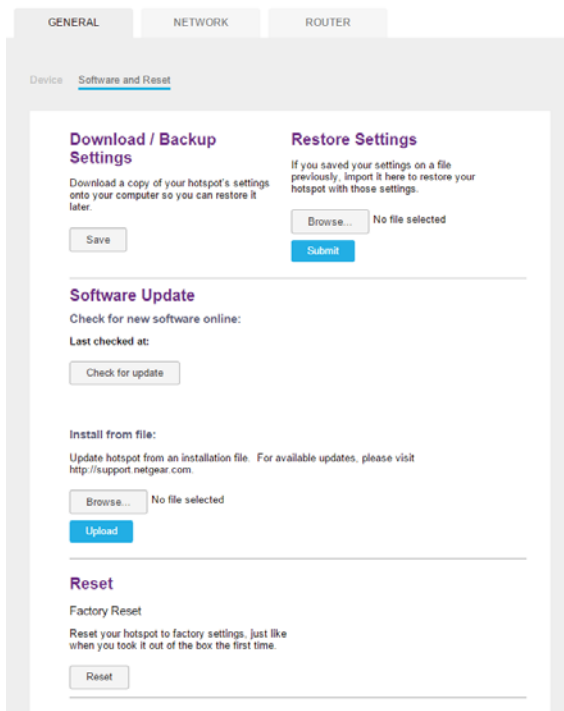 GENERAL NETWORK ROUTER
Device Software and Reset
Download / Backup
Settings
Download a copy of your hotspot's settings
onto your computer so you can restore it
later.
Save
Restore Settings
If you saved your settings on a file
previously, import it here to restore your
hotspot with those settings.
Browse... No file selected
Submit
Software Update
Check for new software online:
Last checked at:
Check for update
Install from file:
Update hotspot from an installation file. For available updates, please visit
http://support.netgear.com.
Browse... No file selected
Upload
Reset
Factory Reset
Reset your hotspot to factory settings, just like
when you took it out of the box the first time.
Reset